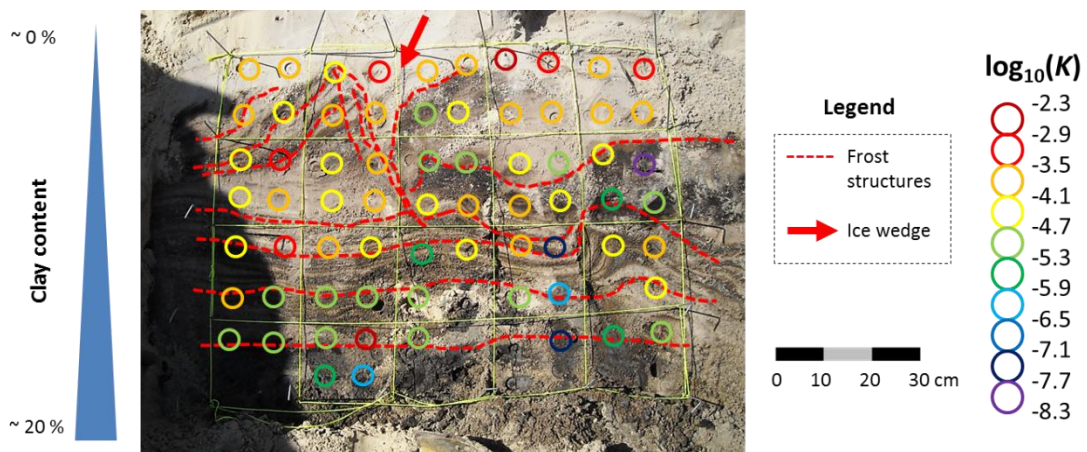 ~ 0 %
Clay content
~ 20 %
Legend
Frost
structures
Ice wedge
0 10 20 30 cm
log10(K)
-2.3
-2.9
-3.5
-4.1
-4.7
-5.3
-5.9
-6.5
-7.1
-7.7
-8.3